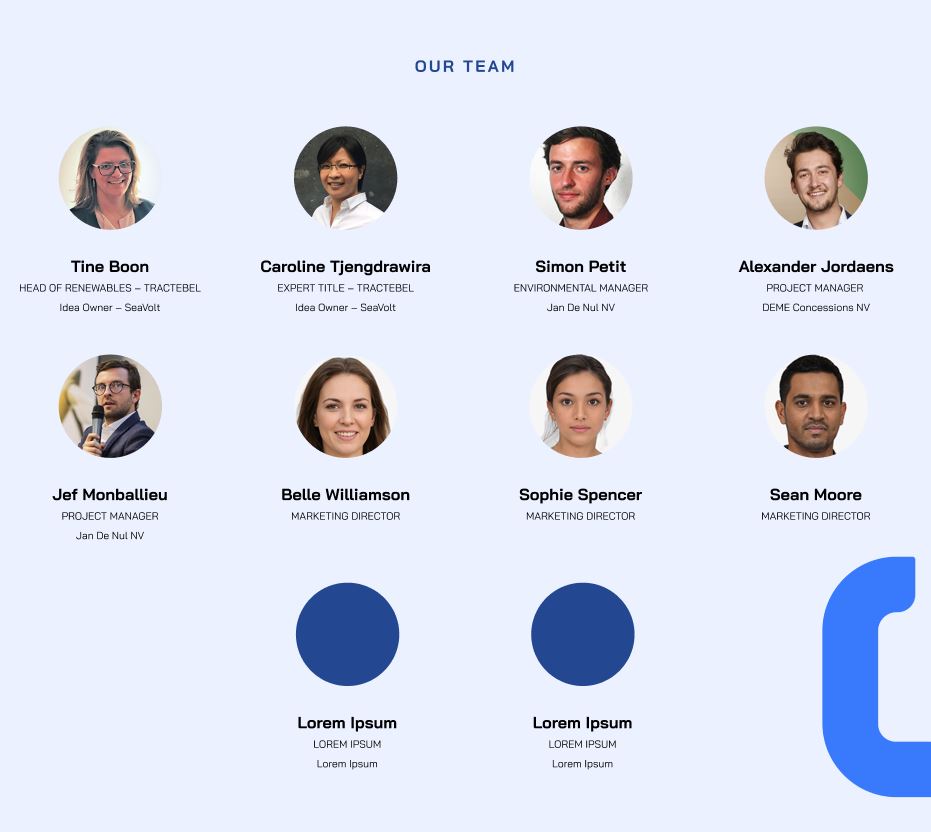 OUR TEAM
Tine Boon
HEAD OF RENEWABLES – TRACTEBEL
Idea Owner – SeaVolt
Caroline Tjengdrawira
EXPERT TITLE – TRACTEBEL
Idea Owner – SeaVolt
Simon Petit
ENVIRONMENTAL MANAGER
Jan De Nul NV
Alexander Jordaens
PROJECT MANAGER
DEME Concessions NV
Jef Monballieu
PROJECT MANAGER
Jan De Nul NV
Belle Williamson
MARKETING DIRECTOR
Sophie Spencer
MARKETING DIRECTOR
Sean Moore
MARKETING DIRECTOR
Lorem Ipsum
LOREM IPSUM
Lorem Ipsum
Lorem Ipsum
LOREM IPSUM
Lorem Ipsum